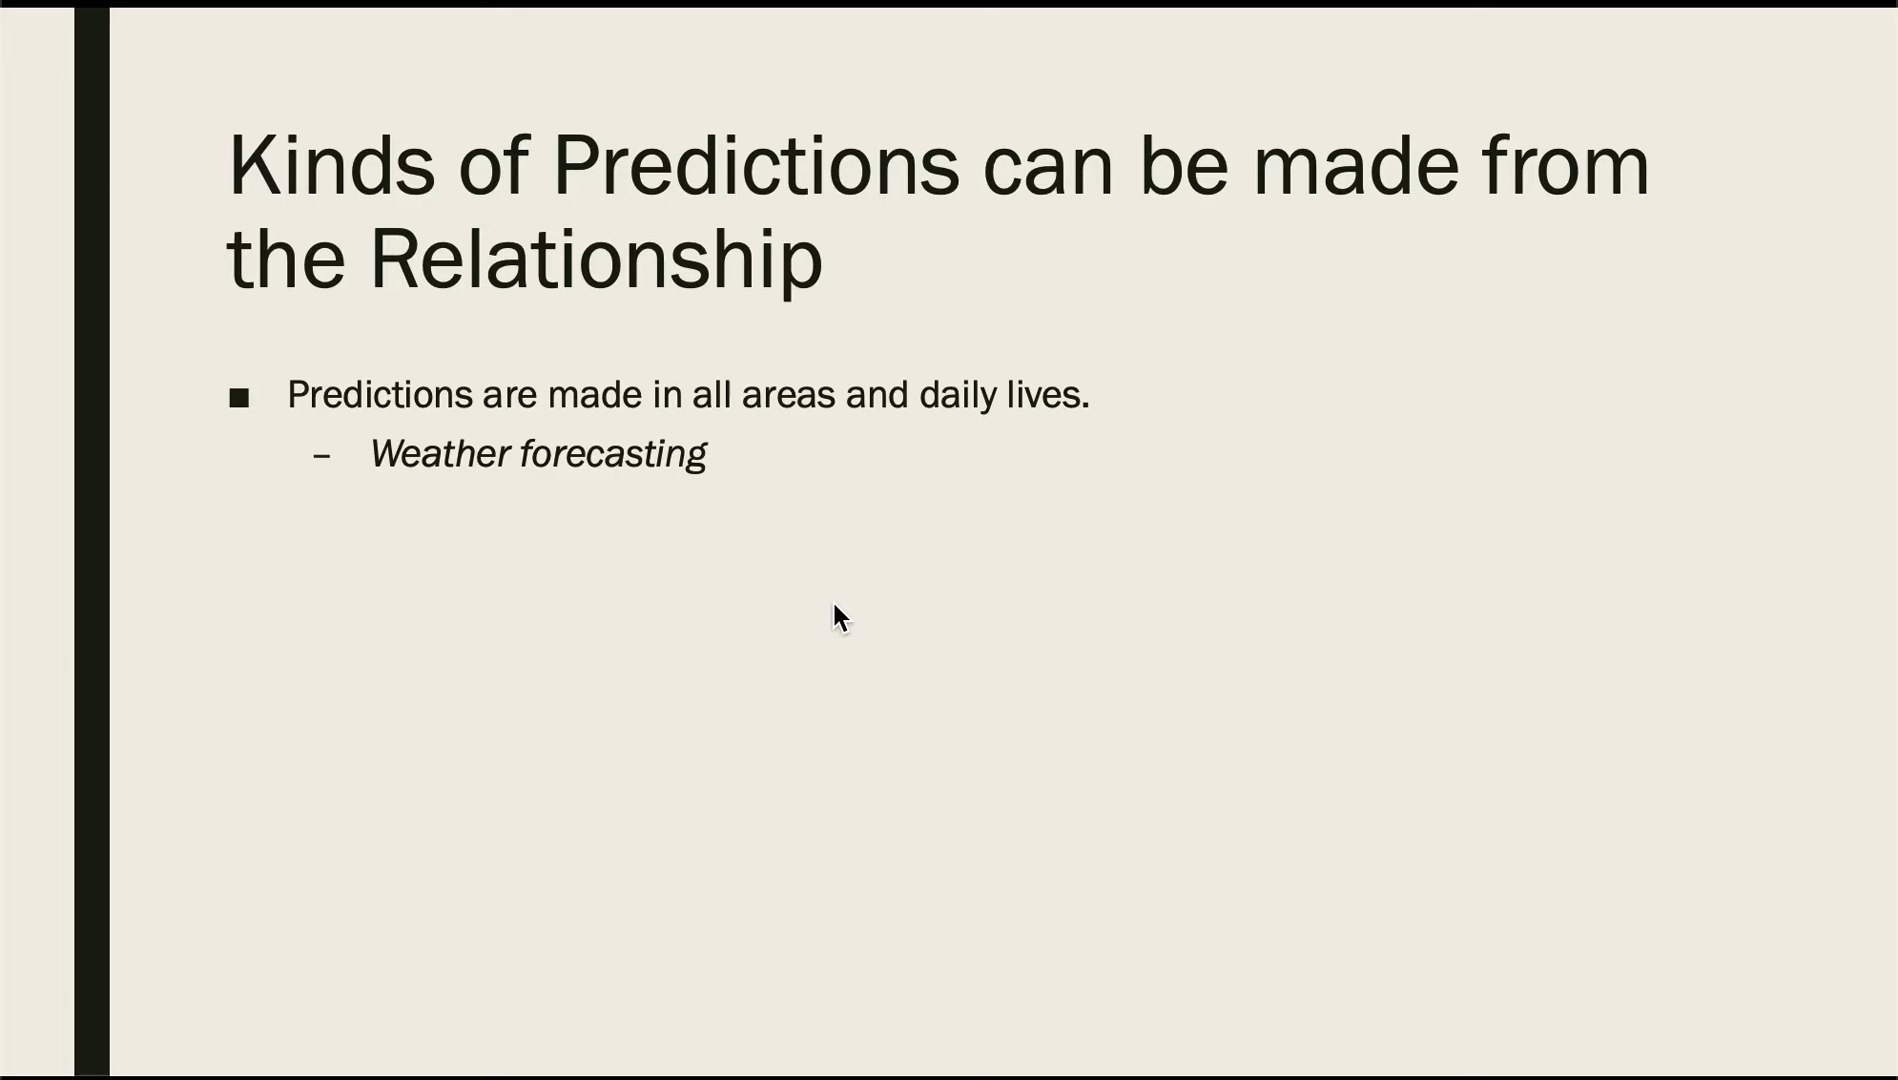 Kinds of Predictions can be made from
the Relationship
■ Predictions are made in all areas and daily lives.
– Weather forecasting